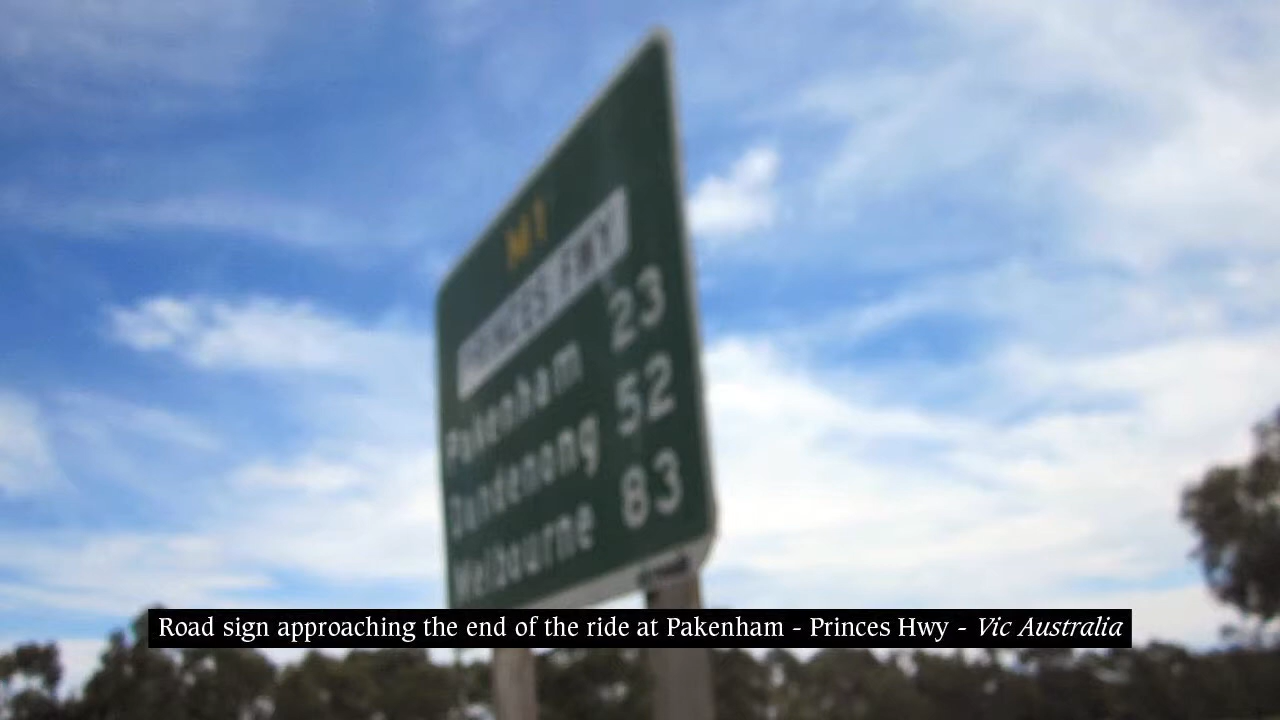 M1
PRINCES HWY
Pakenham 23
Dandenong 52
Melbourne 83
Road sign approaching the end of the ride at Pakenham - Princes Hwy - Vic Australia